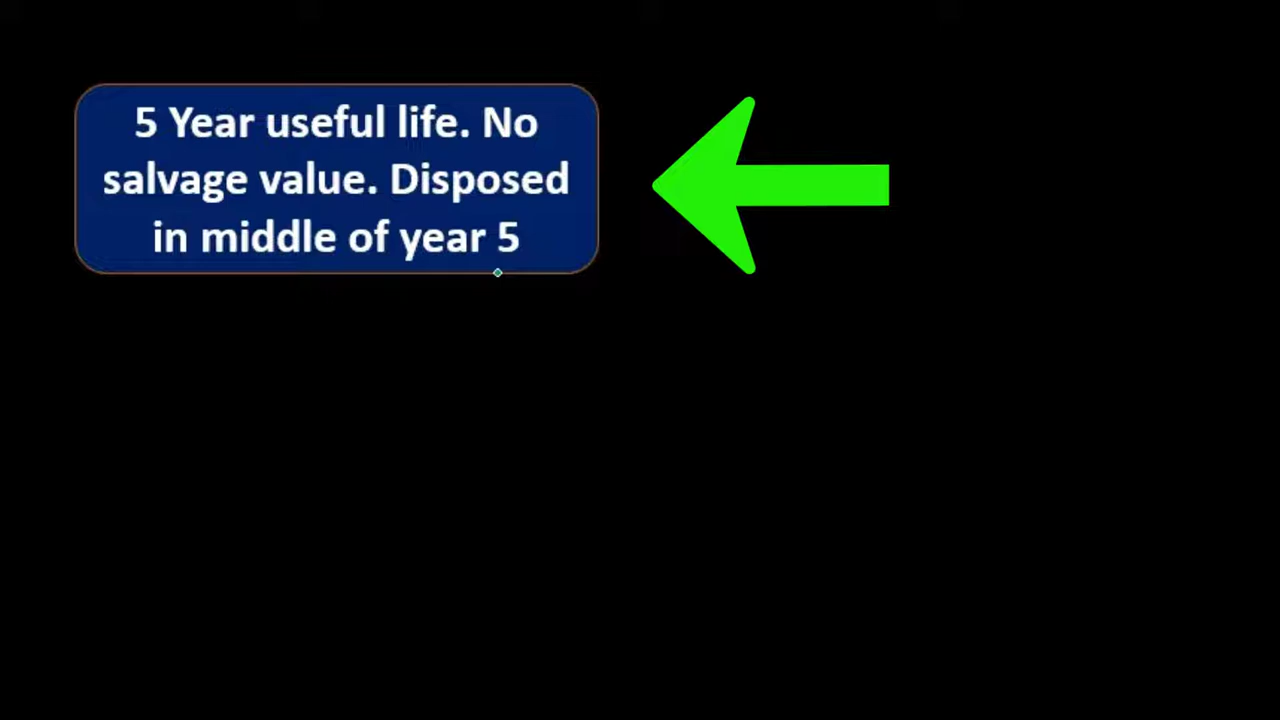 5 Year useful life. No
salvage value. Disposed
in middle of year 5